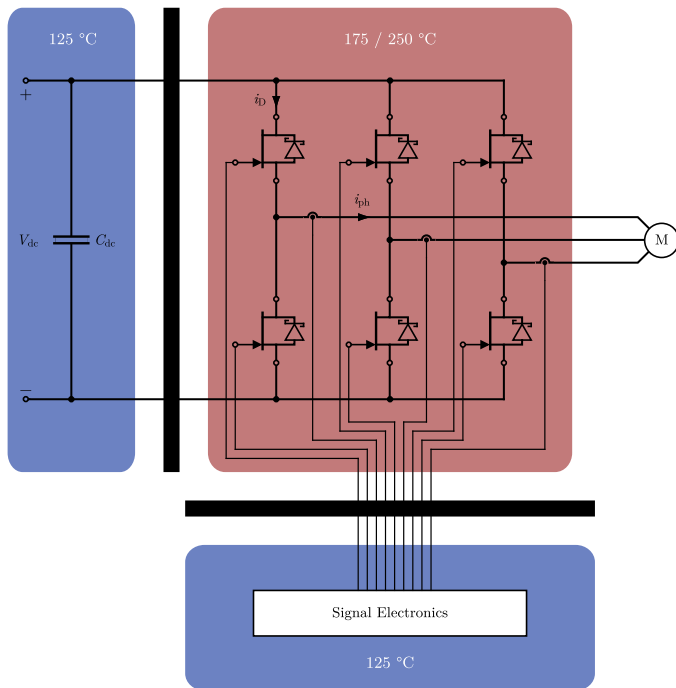 125 °C
175 / 250 °C
+
i_D
i_ph
V_dc
C_dc
M
−
Signal Electronics
125 °C